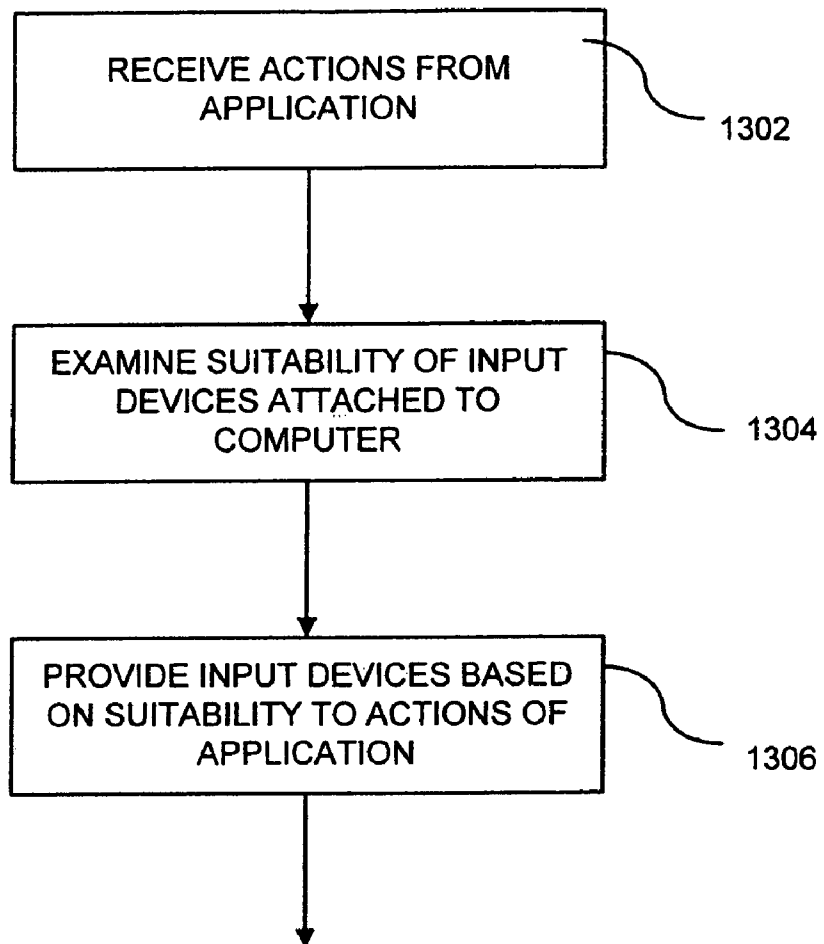 RECEIVE ACTIONS FROM
APPLICATION
1302
EXAMINE SUITABILITY OF INPUT
DEVICES ATTACHED TO
COMPUTER
1304
PROVIDE INPUT DEVICES BASED
ON SUITABILITY TO ACTIONS OF
APPLICATION
1306